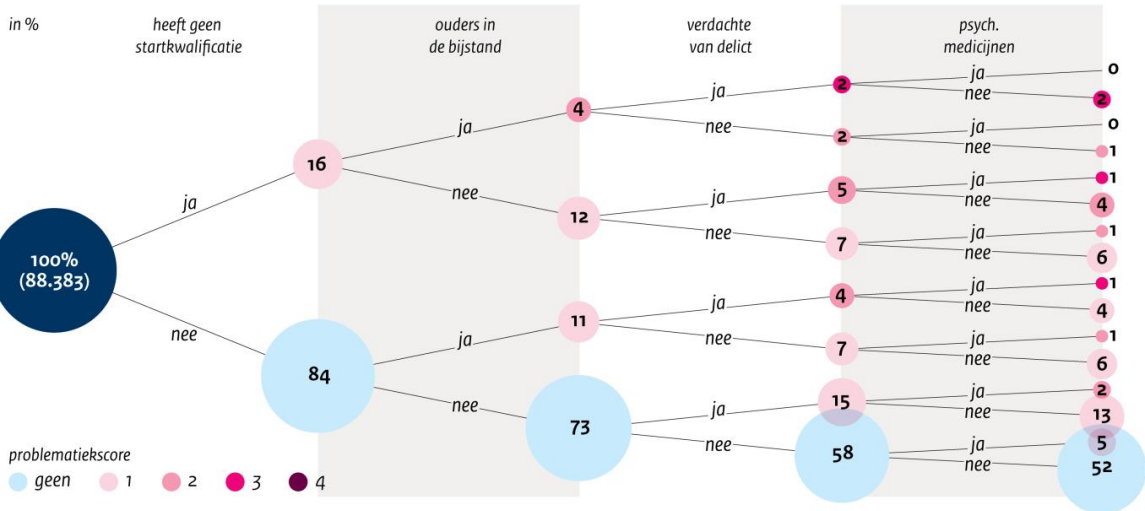 in %
heeft geen
startkwalificatie
ouders in
de bijstand
verdachte
van delict
psych.
medicijnen
100%
(88.383)
ja
nee
16
84
ja
nee
ja
nee
4
12
11
73
ja
nee
ja
nee
ja
nee
ja
nee
2
2
5
7
4
7
15
58
ja
nee
ja
nee
ja
nee
ja
nee
ja
nee
ja
nee
ja
nee
ja
nee
0
2
0
1
1
4
1
6
1
4
1
6
2
13
5
52
problematiekscore
geen 1 2 3 4